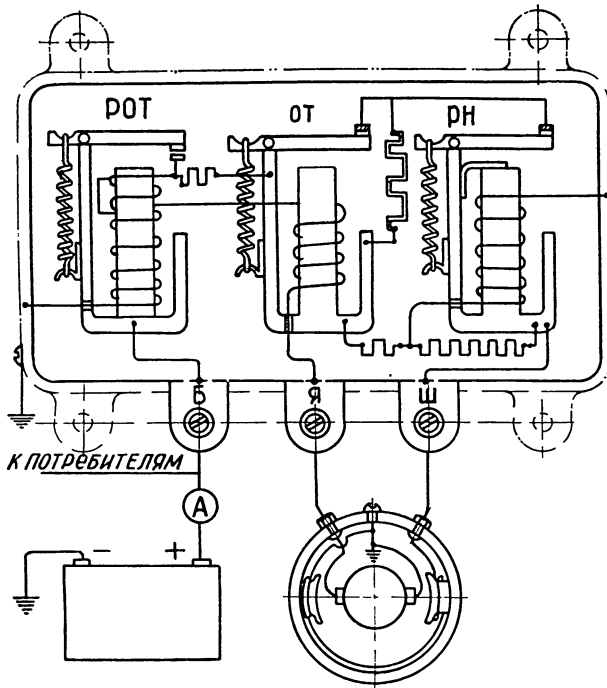 РОТ
ОТ
РН
Б
Я
Ш
К ПОТРЕБИТЕЛЯМ
А
- +